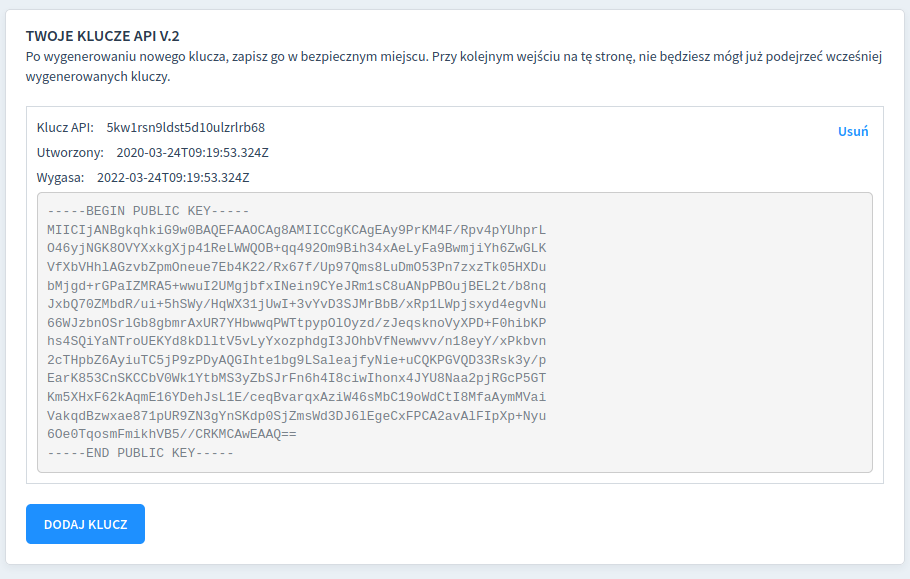 TWOJE KLUCZE API V.2
Po wygenerowaniu nowego klucza, zapisz go w bezpiecznym miejscu. Przy kolejnym wejściu na tę stronę, nie będziesz mógł już podejrzeć wcześniej
wygenerowanych kluczy.
Klucz API: 5kw1rsn9ldst5d10ulzrlrb68
Usuń
Utworzony: 2020-03-24T09:19:53.324Z
Wygasa: 2022-03-24T09:19:53.324Z
-----BEGIN PUBLIC KEY-----
MIICIjANBgkqhkiG9w0BAQEFAAOCAg8AMIICCgKCAgEAy9PrKM4F/Rpv4pYUhprL
O46yjNGK8OVYXxkgXjp41ReLWWQOB+qq492Om9Bih34xAeLyFa9BwmjiYh6ZwGLK
VfXbVHhlAGzvbZpmOneue7Eb4K22/Rx67f/Up97Qms8LuDmO53Pn7zxzTk05HXDu
bMjgd+rGPaIZMRA5+wwuI2UMgjbfxINein9CYeJRm1sC8uANpPBOujBEL2t/b8nq
JxbQ70ZMbdR/ui+5hSWy/HqWX31jUwI+3vYvD3SJMrBbB/xRp1LWpjsxyd4egvNu
66WJzbnOSrlGb8gbmrAxUR7YHbwwqPWTtpypOlOyzd/zJeqsknoVyXPD+F0hibKP
hs4SQiYaNTroUEKYd8kDlltV5vLyYxozphdgI3JOhbVfNewwvv/n18eyY/xPkbvn
2cTHpbZ6AyiuTC5jP9zPDyAQGIhte1bg9LSaleajfyNie+uCQKPGVQD33Rsk3y/p
EarK853CnSKCCbV0Wk1YtbMS3yZbSJrFn6h4I8ciwIhonx4JYU8Naa2pjRGcP5GT
Km5XHxF62kAqmE16YDehJsL1E/ceqBvarqxAziW46sMbC19oWdCtI8MfaAymMVai
VakqdBzwxae871pUR9ZN3gYnSKdp0SjZmsWd3DJ6lEgeCxFPCA2avAlFIpXp+Nyu
6Oe0TqosmFmikhVB5//CRKMCAwEAAQ==
-----END PUBLIC KEY-----
DODAJ KLUCZ